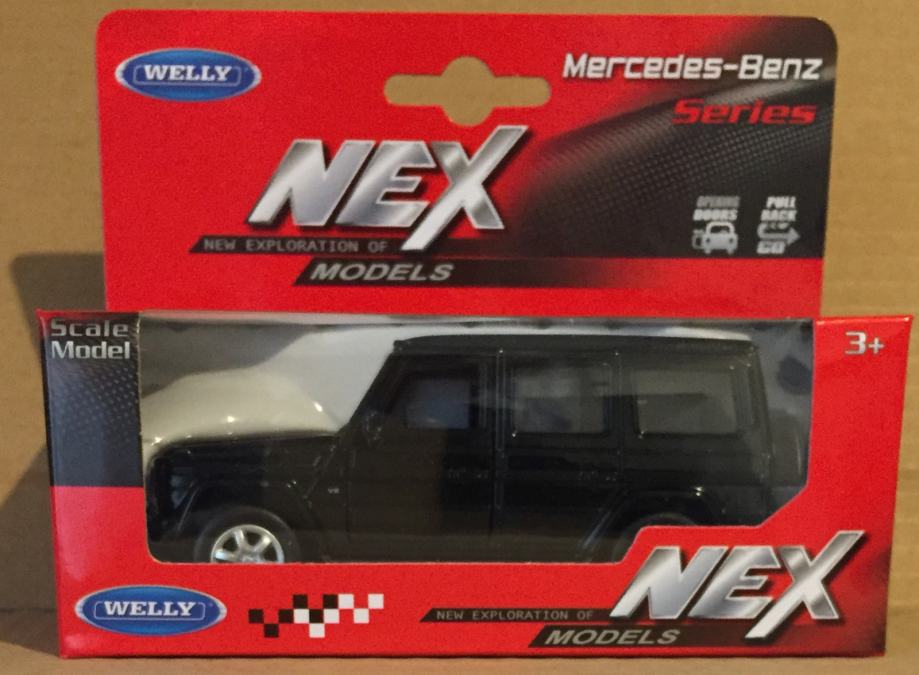 WELLY
Mercedes-Benz
Series
NEX
NEW EXPLORATION OF
MODELS
OPENING DOORS
PULL BACK
GO
Scale
Model
3+
V8
WELLY
NEX
NEW EXPLORATION OF
MODELS